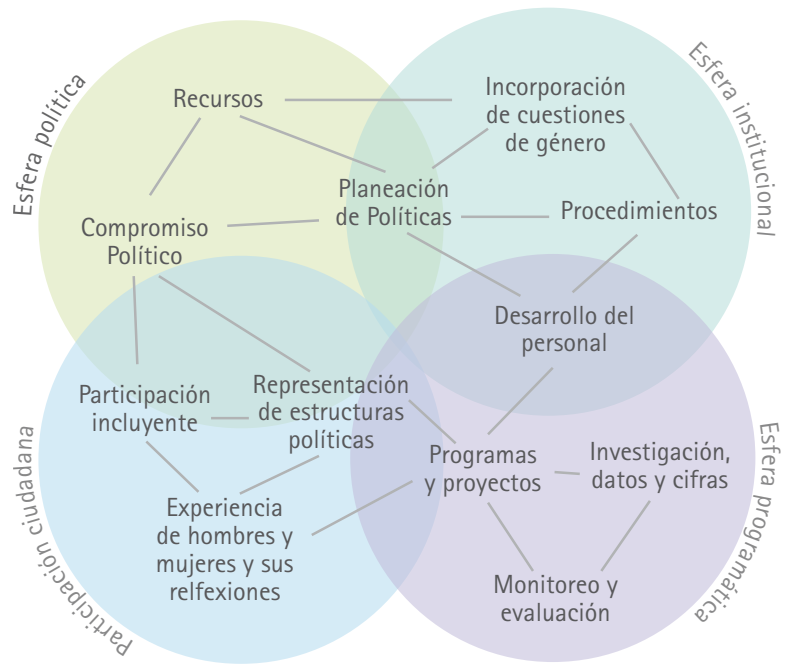 Esfera política
Recursos
Compromiso
Político
Planeación
de Políticas
Esfera institucional
Incorporación
de cuestiones
de género
Procedimientos
Desarrollo del
personal
Participación ciudadana
Participación
incluyente
Representación
de estructuras
políticas
Experiencia
de hombres y
mujeres y sus
relfexiones
Esfera programática
Programas
y proyectos
Investigación,
datos y cifras
Monitoreo y
evaluación